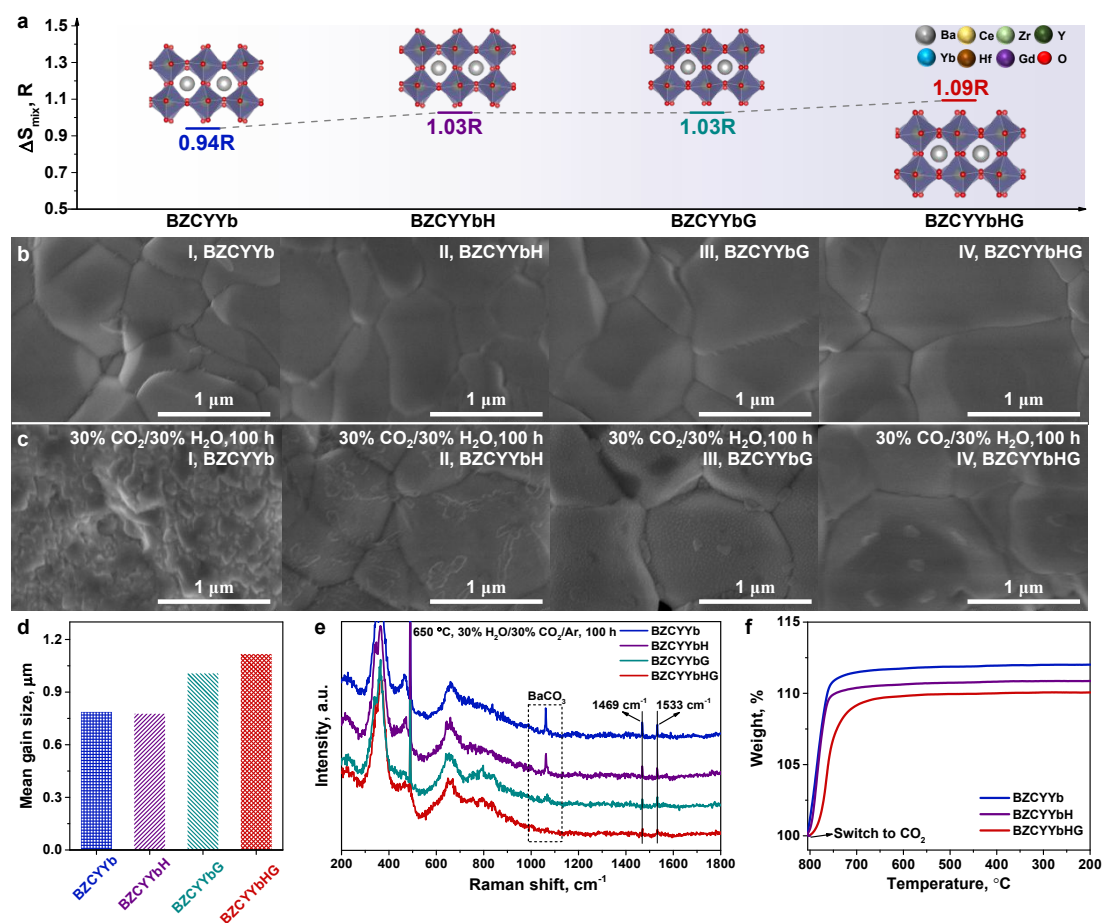 a
1.5
1.3
1.1
0.9
0.7
0.5
ΔS_mix, R
Ba Ce Zr Y
Yb Hf Gd O
0.94R
1.03R
1.03R
1.09R
BZCYYb
BZCYYbH
BZCYYbG
BZCYYbHG
b
I, BZCYYb
II, BZCYYbH
III, BZCYYbG
IV, BZCYYbHG
1 µm
1 µm
1 µm
1 µm
c
30% CO₂/30% H₂O,100 h
I, BZCYYb
30% CO₂/30% H₂O,100 h
II, BZCYYbH
30% CO₂/30% H₂O,100 h
III, BZCYYbG
30% CO₂/30% H₂O,100 h
IV, BZCYYbHG
1 µm
1 µm
1 µm
1 µm
d
Mean gain size, µm
1.2
0.9
0.6
0.3
0.0
BZCYYb
BZCYYbH
BZCYYbG
BZCYYbHG
e
650 °C, 30% H₂O/30% CO₂/Ar, 100 h
BZCYYb
BZCYYbH
BZCYYbG
BZCYYbHG
BaCO₃
1469 cm⁻¹
1533 cm⁻¹
Intensity, a.u.
200 400 600 800 1000 1200 1400 1600 1800
Raman shift, cm⁻¹
f
115
110
105
100
Weight, %
BZCYYb
BZCYYbH
BZCYYbHG
Switch to CO₂
800 700 600 500 400 300 200
Temperature, °C